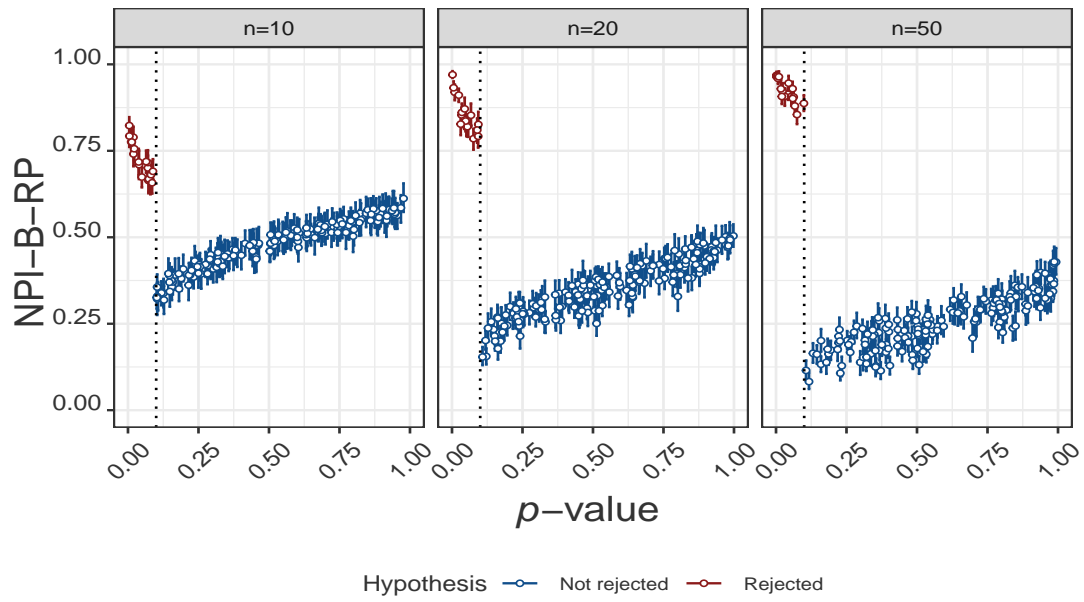 n=10 n=20 n=50
NPI−B−RP
1.00
0.75
0.50
0.25
0.00
0.00 0.25 0.50 0.75 1.00 0.00 0.25 0.50 0.75 1.00 0.00 0.25 0.50 0.75 1.00
p−value
Hypothesis Not rejected Rejected